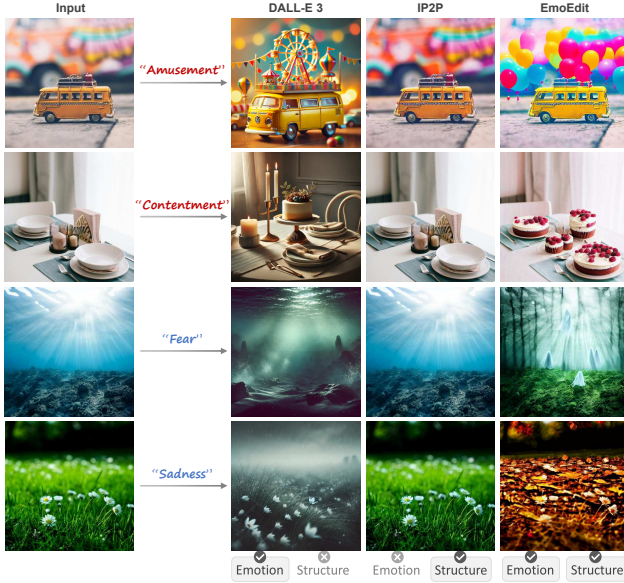 Input
DALL-E 3
IP2P
EmoEdit
“Amusement”
“Contentment”
“Fear”
“Sadness”
Emotion Structure Emotion Structure Emotion Structure